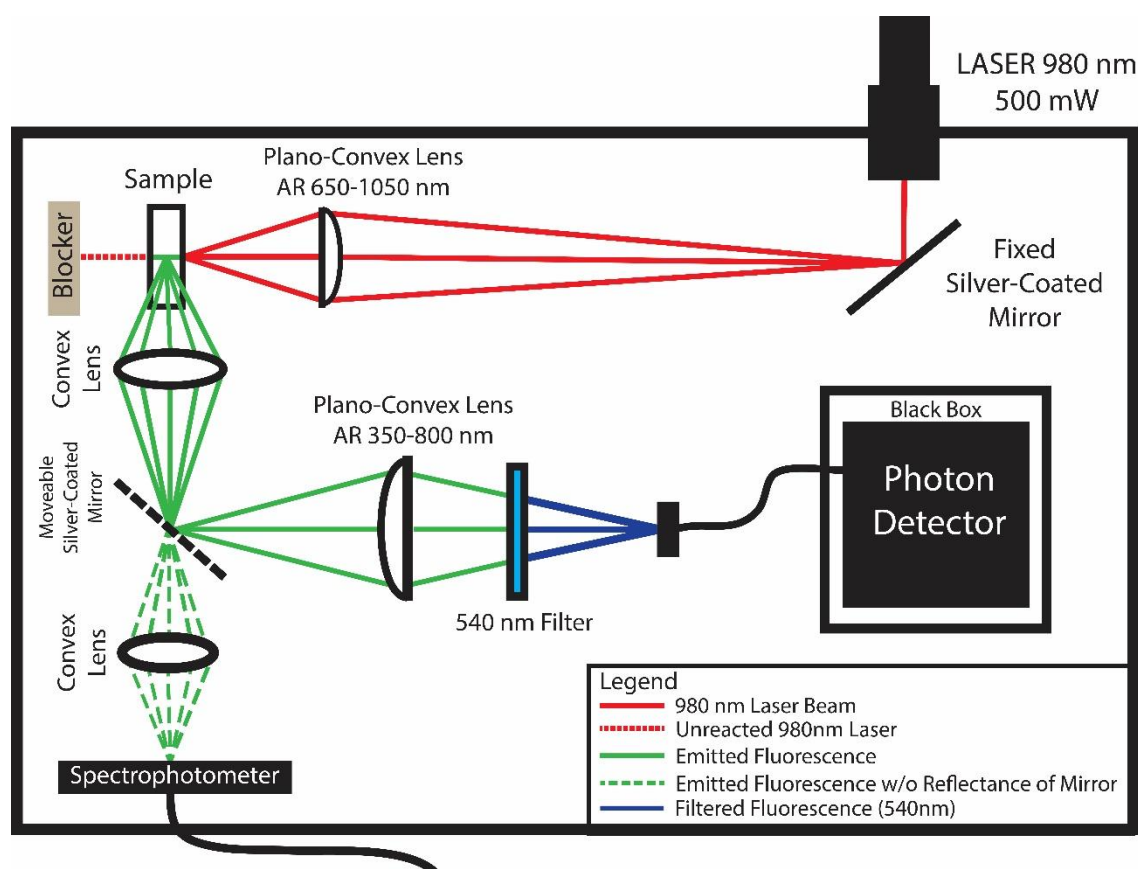 LASER 980 nm
500 mW
Plano-Convex Lens
AR 650-1050 nm
Sample
Blocker
Fixed
Silver-Coated
Mirror
Convex
Lens
Plano-Convex Lens
AR 350-800 nm
Black Box
Photon
Detector
Moveable
Silver-Coated
Mirror
540 nm Filter
Convex
Lens
Spectrophotometer
Legend
980 nm Laser Beam
Unreacted 980nm Laser
Emitted Fluorescence
Emitted Fluorescence w/o Reflectance of Mirror
Filtered Fluorescence (540nm)